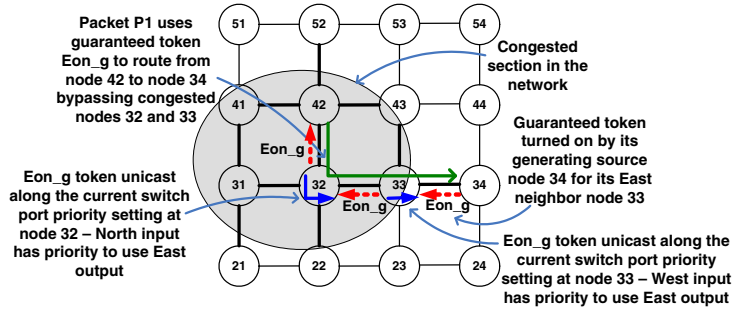 Packet P1 uses
guaranteed token
Eon_g to route from
node 42 to node 34
bypassing congested
nodes 32 and 33
51
52
53
54
Congested
section in the
network
41
42
43
44
Eon_g
Guaranteed token
turned on by its
generating source
node 34 for its East
neighbor node 33
Eon_g token unicast
along the current switch
port priority setting at
node 32 – North input
has priority to use East
output
31
32
33
34
Eon_g
Eon_g
21
22
23
24
Eon_g token unicast along the
current switch port priority
setting at node 33 – West input
has priority to use East output